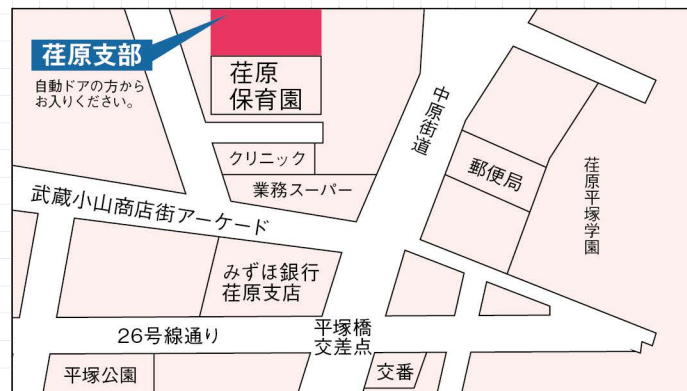 荏原支部
自動ドアの方から
お入りください。
荏原
保育園
クリニック
業務スーパー
中原街道
郵便局
荏原平塚学園
武蔵小山商店街アーケード
みずほ銀行
荏原支店
26号線通り
平塚橋
交差点
平塚公園
交番